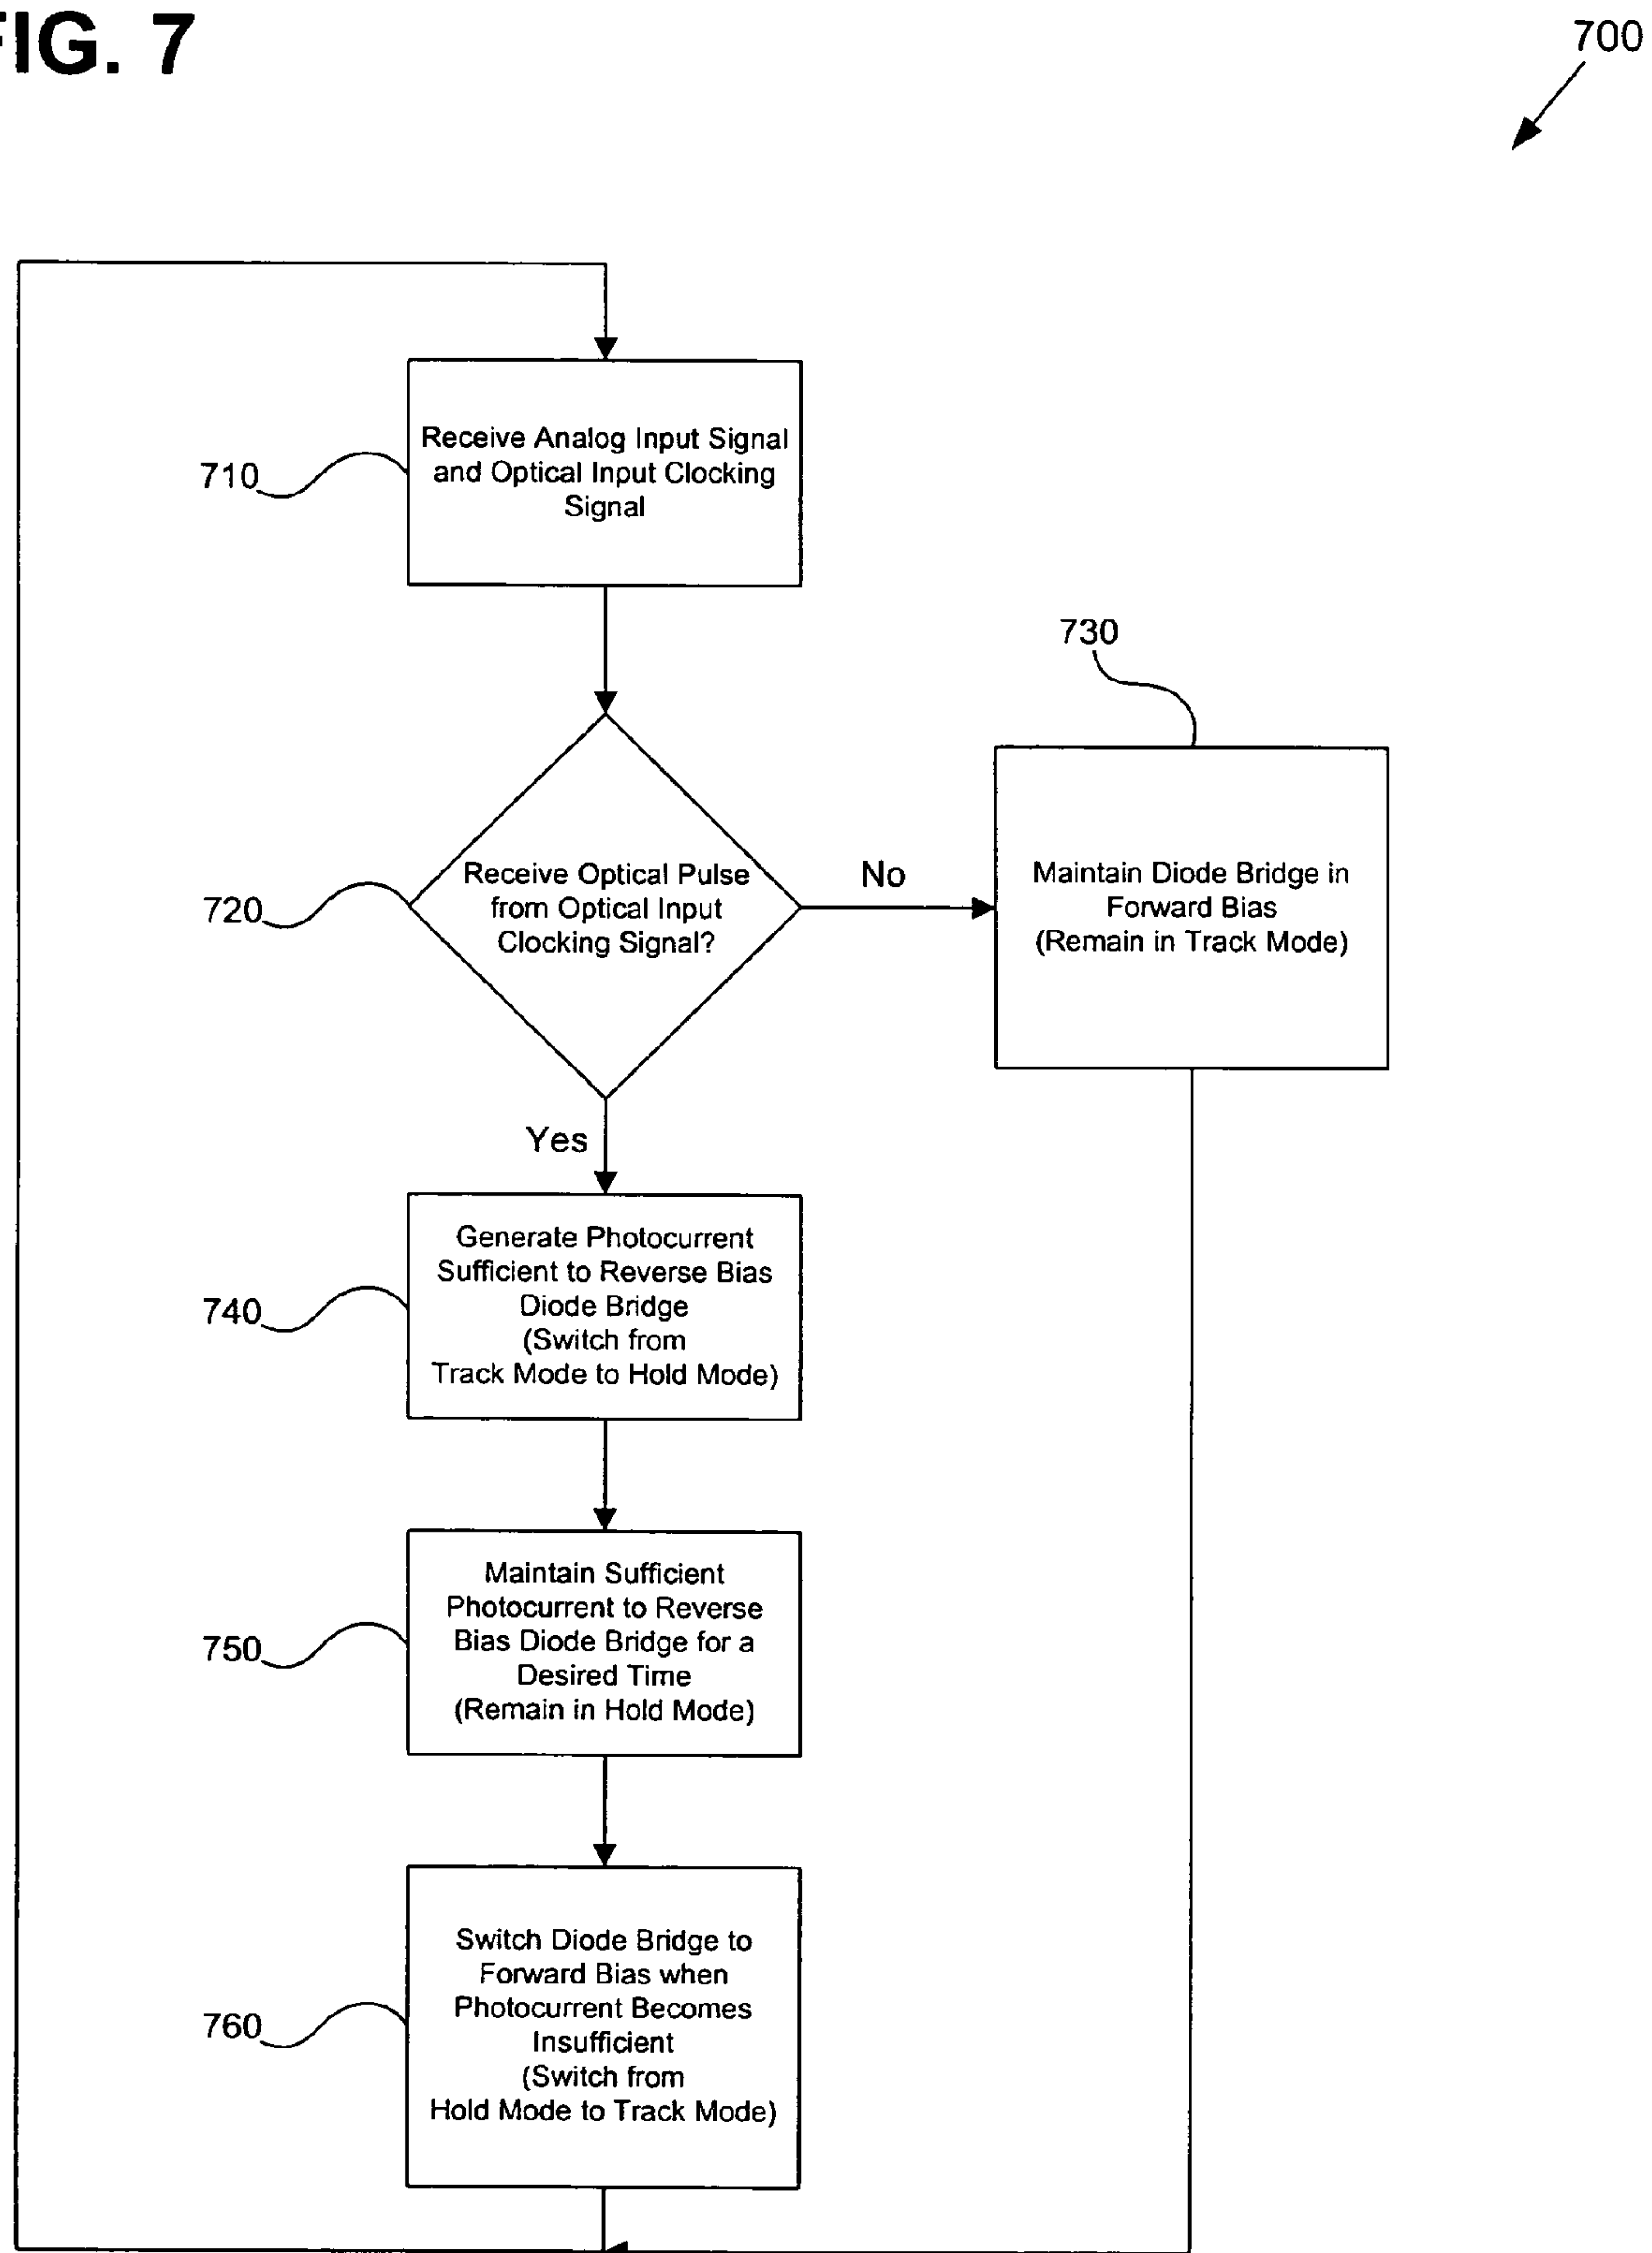 FIG. 7
700
Receive Analog Input Signal
and Optical Input Clocking
Signal
710
730
Receive Optical Pulse
from Optical Input
Clocking Signal?
720
No
Maintain Diode Bridge in
Forward Bias
(Remain in Track Mode)
Yes
Generate Photocurrent
Sufficient to Reverse Bias
Diode Bridge
(Switch from
Track Mode to Hold Mode)
740
Maintain Sufficient
Photocurrent to Reverse
Bias Diode Bridge for a
Desired Time
(Remain in Hold Mode)
750
Switch Diode Bridge to
Forward Bias when
Photocurrent Becomes
Insufficient
(Switch from
Hold Mode to Track Mode)
760